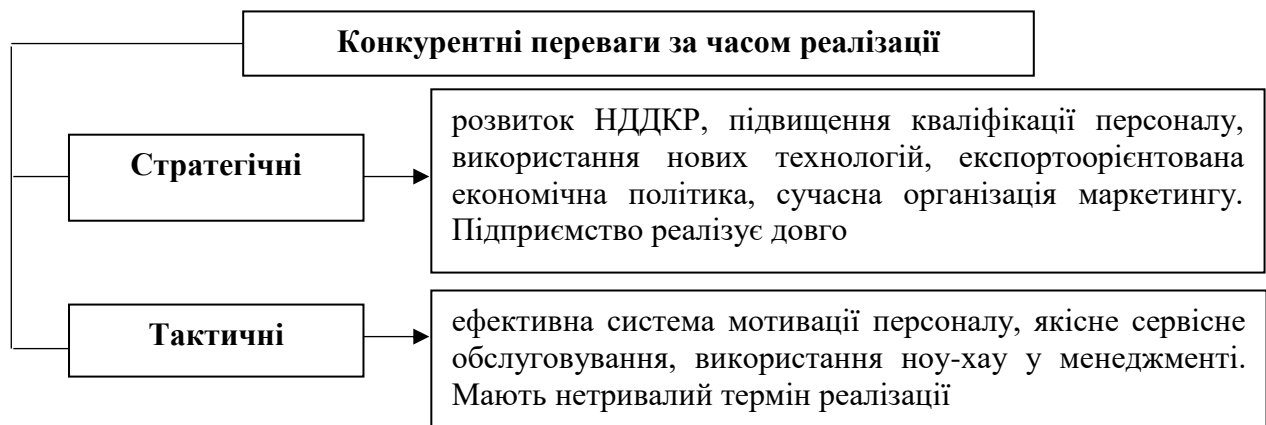 Конкурентні переваги за часом реалізації
Стратегічні
розвиток НДДКР, підвищення кваліфікації персоналу,
використання нових технологій, експортоорієнтована
економічна політика, сучасна організація маркетингу.
Підприємство реалізує довго
Тактичні
ефективна система мотивації персоналу, якісне сервісне
обслуговування, використання ноу-хау у менеджменті.
Мають нетривалий термін реалізації